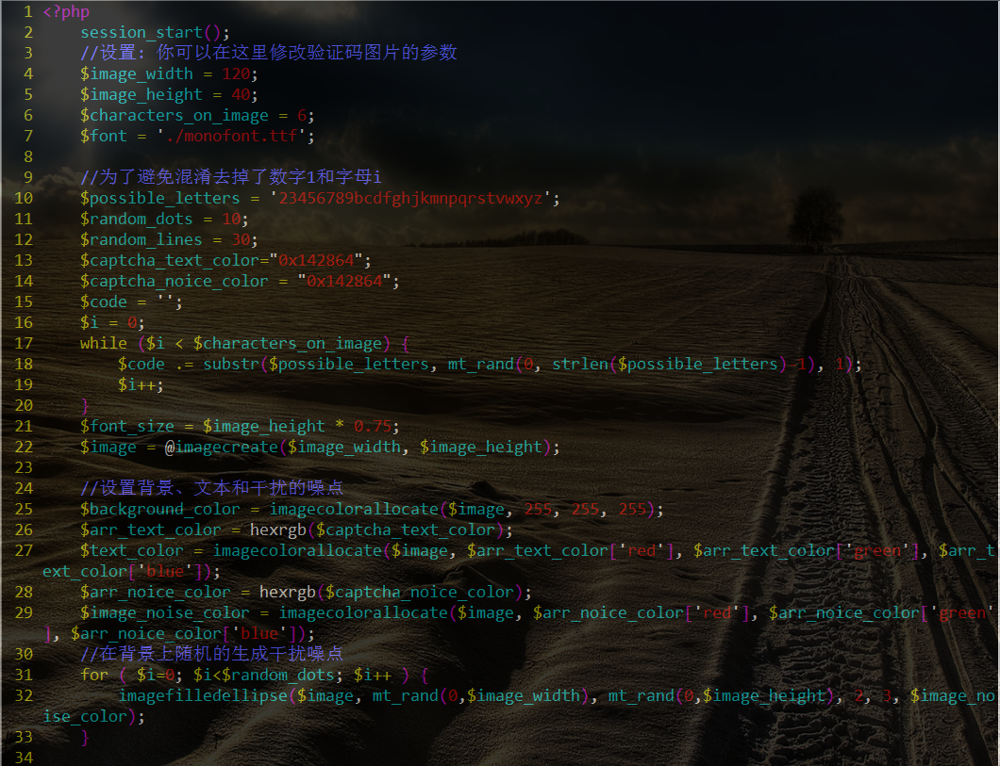 1 <?php
2     session_start();
3     //设置: 你可以在这里修改验证码图片的参数
4     $image_width = 120;
5     $image_height = 40;
6     $characters_on_image = 6;
7     $font = './monofont.ttf';
8
9     //为了避免混淆去掉了数字1和字母i
10     $possible_letters = '23456789bcdfghjkmnpqrstvwxyz';
11     $random_dots = 10;
12     $random_lines = 30;
13     $captcha_text_color="0x142864";
14     $captcha_noice_color = "0x142864";
15     $code = '';
16     $i = 0;
17     while ($i < $characters_on_image) {
18         $code .= substr($possible_letters, mt_rand(0, strlen($possible_letters)-1), 1);
19         $i++;
20     }
21     $font_size = $image_height * 0.75;
22     $image = @imagecreate($image_width, $image_height);
23
24     //设置背景、文本和干扰的噪点
25     $background_color = imagecolorallocate($image, 255, 255, 255);
26     $arr_text_color = hexrgb($captcha_text_color);
27     $text_color = imagecolorallocate($image, $arr_text_color['red'], $arr_text_color['green'], $arr_t
ext_color['blue']);
28     $arr_noice_color = hexrgb($captcha_noice_color);
29     $image_noise_color = imagecolorallocate($image, $arr_noice_color['red'], $arr_noice_color['green'
], $arr_noice_color['blue']);
30     //在背景上随机的生成干扰噪点
31     for ( $i=0; $i<$random_dots; $i++ ) {
32         imagefilledellipse($image, mt_rand(0,$image_width), mt_rand(0,$image_height), 2, 3, $image_no
ise_color);
33     }
34